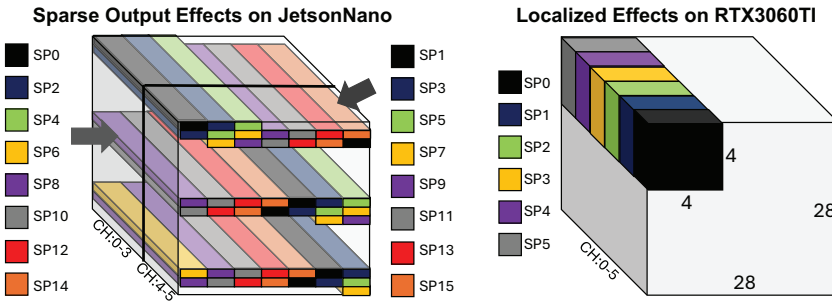 Sparse Output Effects on JetsonNano
SP0
SP2
SP4
SP6
SP8
SP10
SP12
SP14
CH:0-3
CH:4-5
SP1
SP3
SP5
SP7
SP9
SP11
SP13
SP15
Localized Effects on RTX3060TI
SP0
SP1
SP2
SP3
SP4
SP5
CH:0-5
4
4
28
28